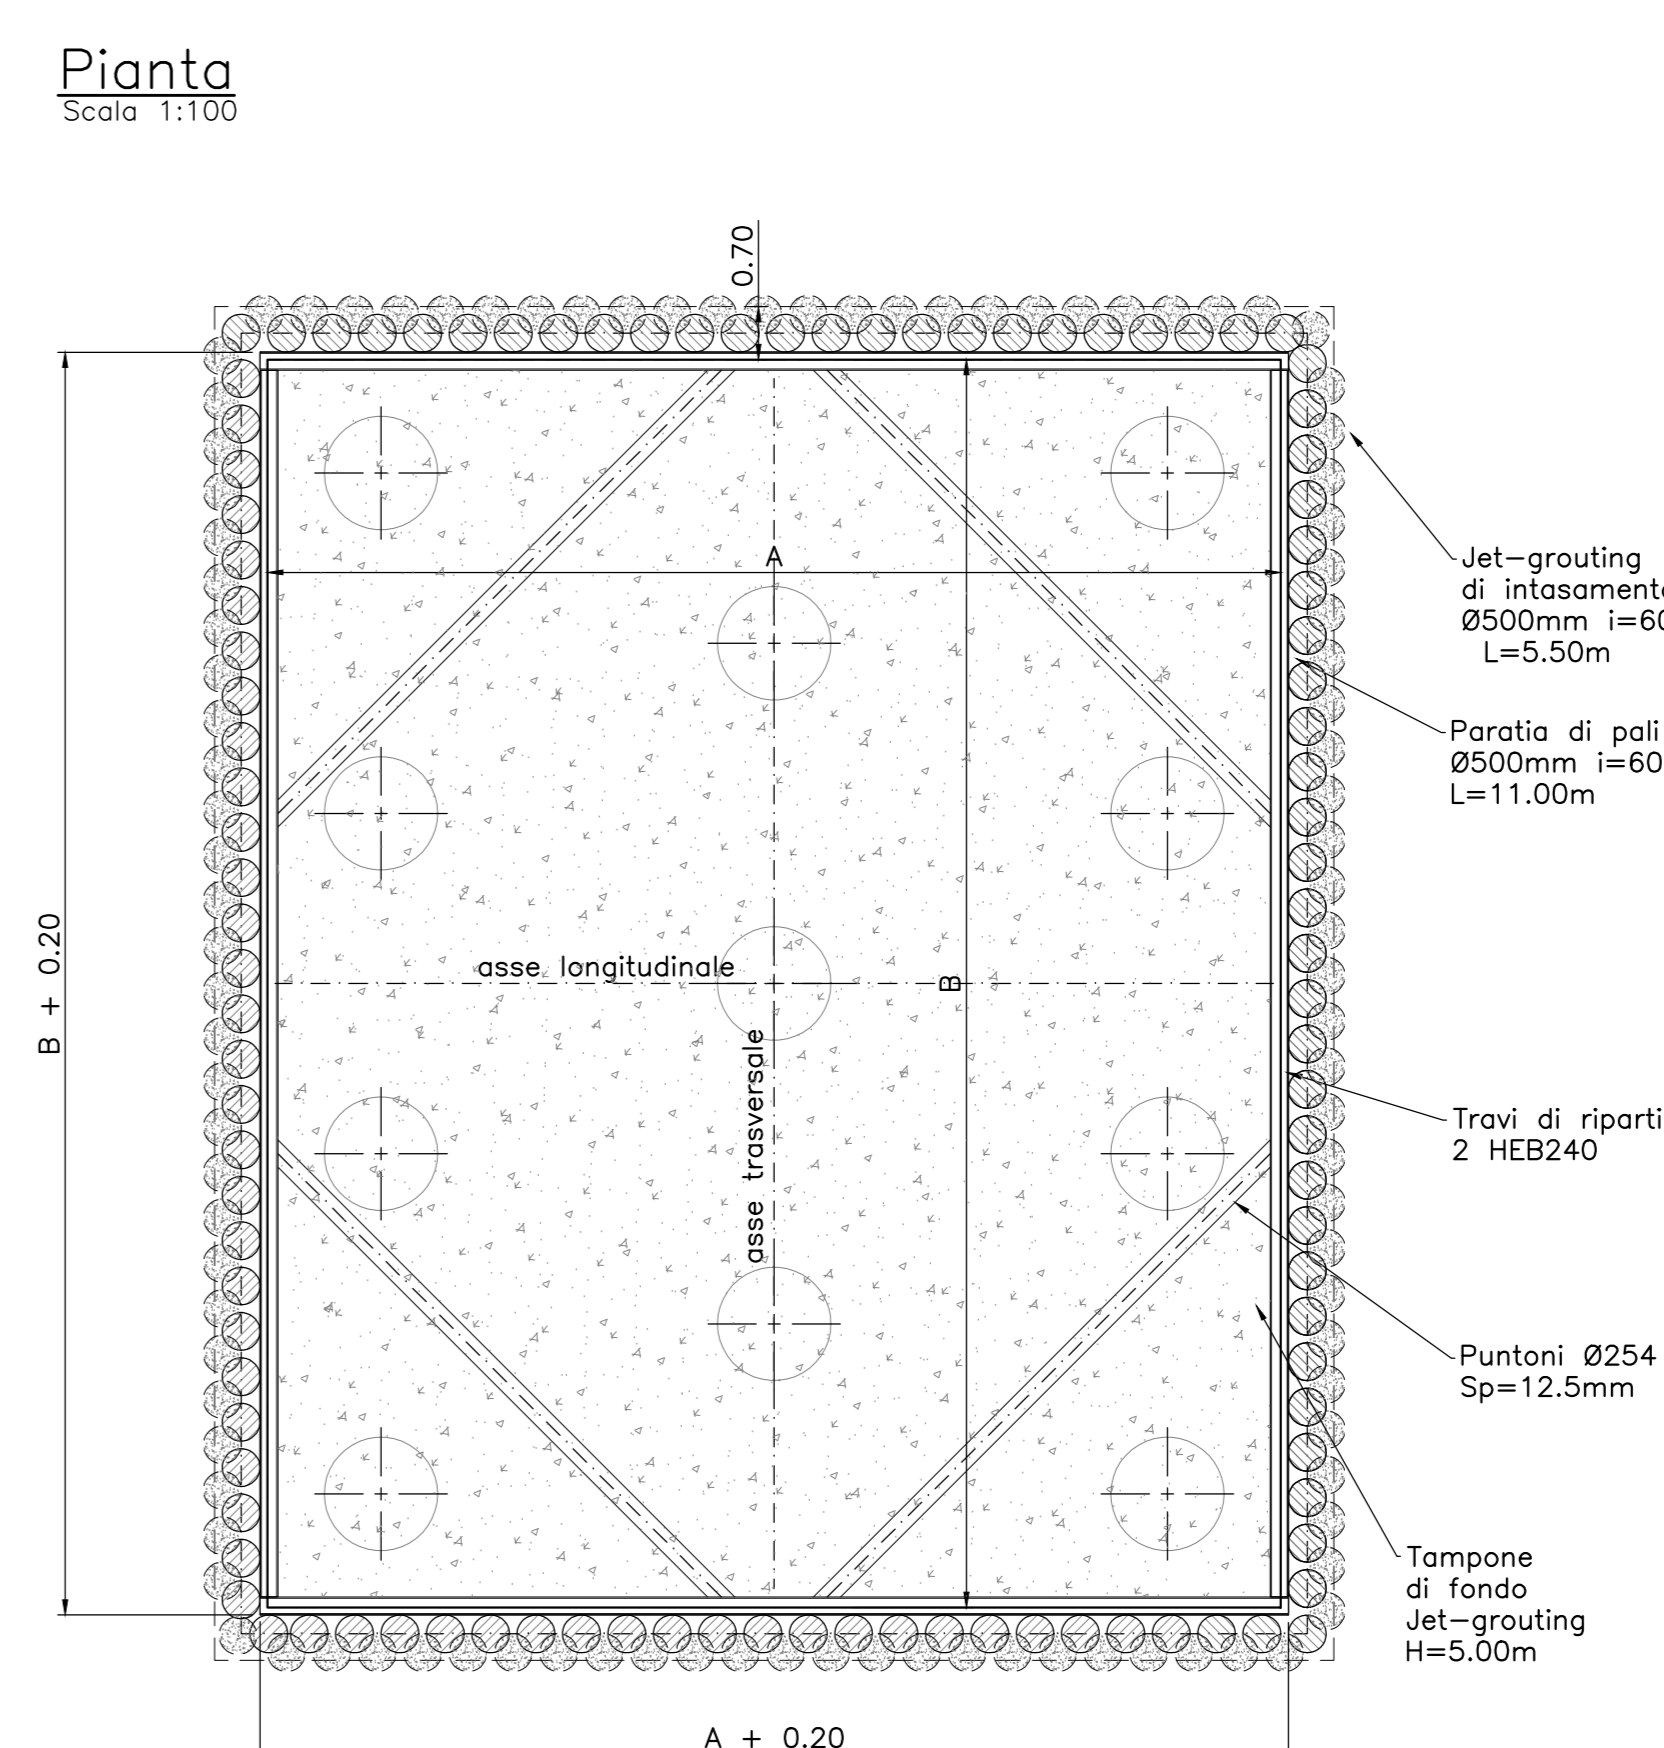 Pianta
Scala 1:100
0.70
A
Jet-grouting
di intasamento
Ø500mm i=60
L=5.50m
Paratia di pali
Ø500mm i=60
L=11.00m
B + 0.20
asse longitudinale
B
asse trasversale
Travi di riparti
2 HEB240
Puntoni Ø254
Sp=12.5mm
Tampone
di fondo
Jet-grouting
H=5.00m
A + 0.20